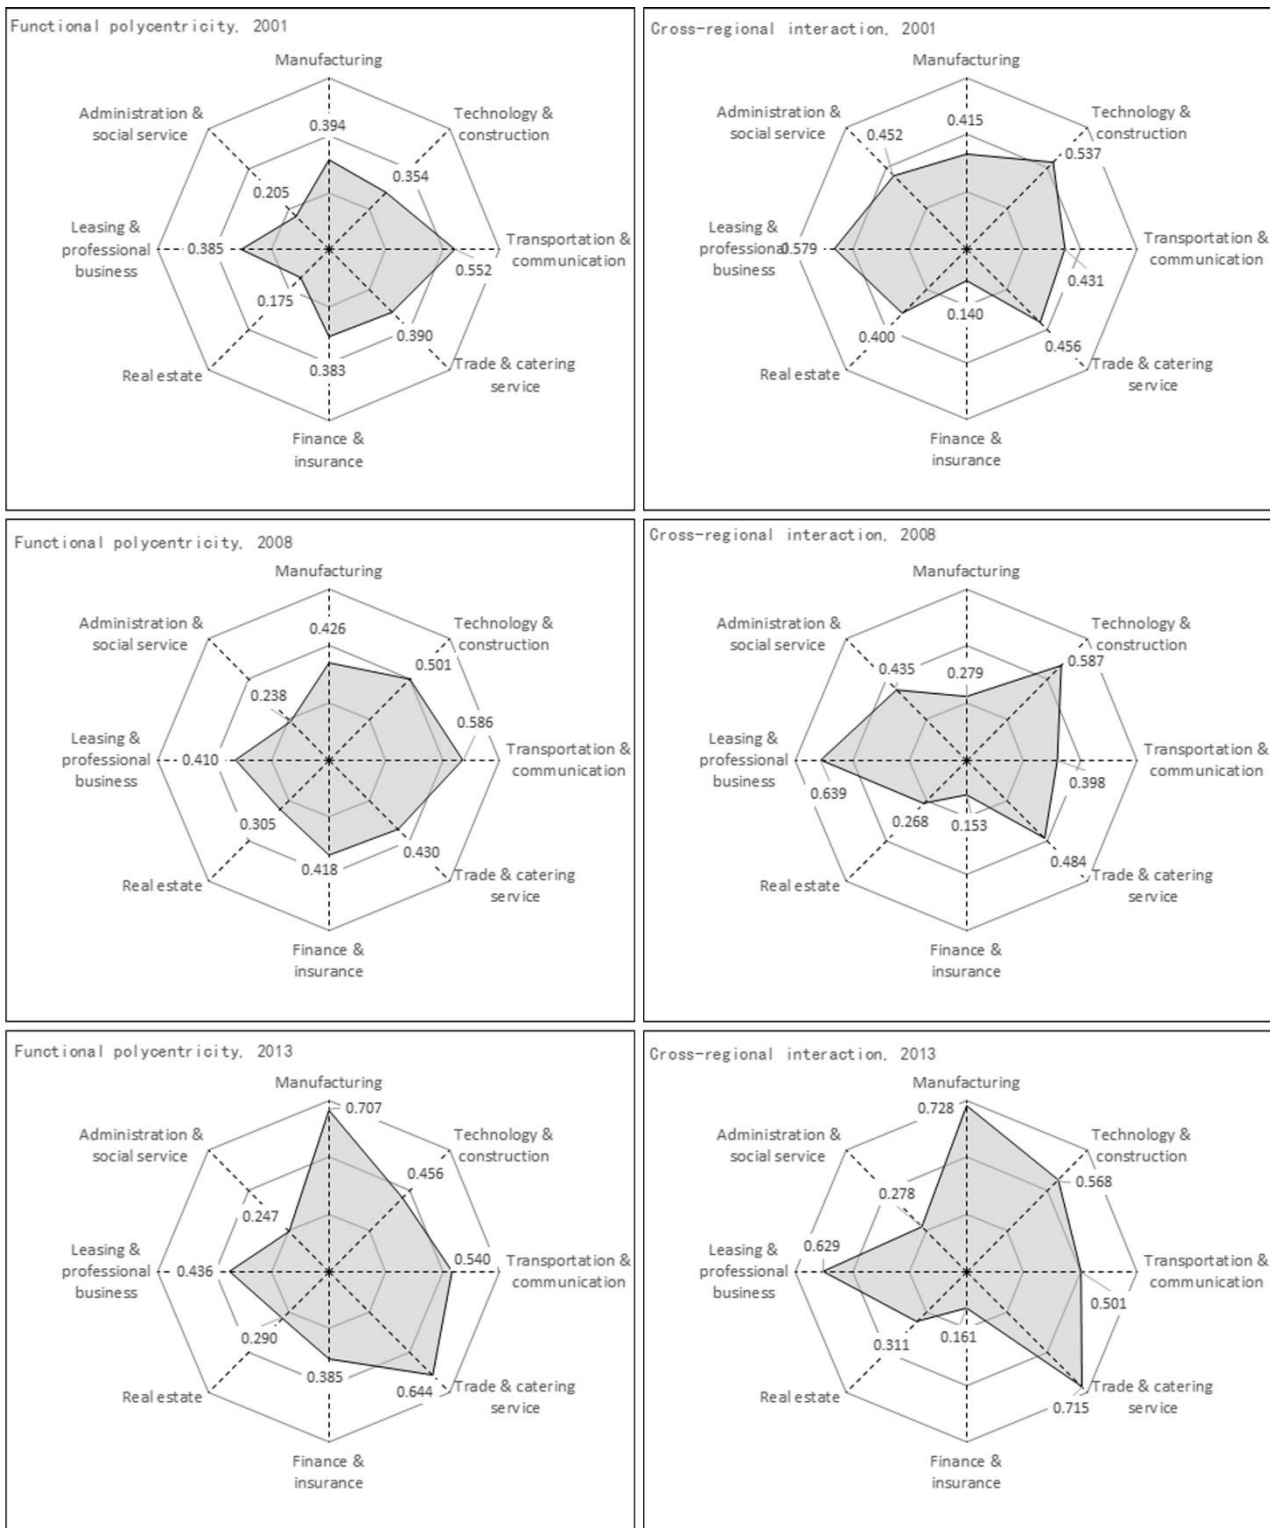 Functional polycentricity, 2001
Manufacturing
Administration &
social service
Technology &
construction
0.394
0.354
0.205
Leasing &
professional
business
0.385
Transportation &
communication
0.552
0.175
0.390
0.383
Real estate
Trade & catering
service
Finance &
insurance
Cross-regional interaction, 2001
Manufacturing
Administration &
social service
Technology &
construction
0.452
0.415
0.537
Leasing &
professional
business
0.579
Transportation &
communication
0.431
0.140
0.400
0.456
Real estate
Trade & catering
service
Finance &
insurance
Functional polycentricity, 2008
Manufacturing
Administration &
social service
Technology &
construction
0.426
0.501
0.238
0.586
Leasing &
professional
business
0.410
Transportation &
communication
0.305
0.430
0.418
Real estate
Trade & catering
service
Finance &
insurance
Cross-regional interaction, 2008
Manufacturing
Administration &
social service
Technology &
construction
0.435
0.279
0.587
Leasing &
professional
business
0.639
Transportation &
communication
0.398
0.268
0.153
0.484
Real estate
Trade & catering
service
Finance &
insurance
Functional polycentricity, 2013
Manufacturing
0.707
Administration &
social service
Technology &
construction
0.456
0.247
0.540
Leasing &
professional
business
0.436
Transportation &
communication
0.290
0.385
0.644
Real estate
Trade & catering
service
Finance &
insurance
Cross-regional interaction, 2013
Manufacturing
0.728
Administration &
social service
Technology &
construction
0.568
0.278
0.629
Leasing &
professional
business
Transportation &
communication
0.501
0.311
0.161
0.715
Real estate
Trade & catering
service
Finance &
insurance